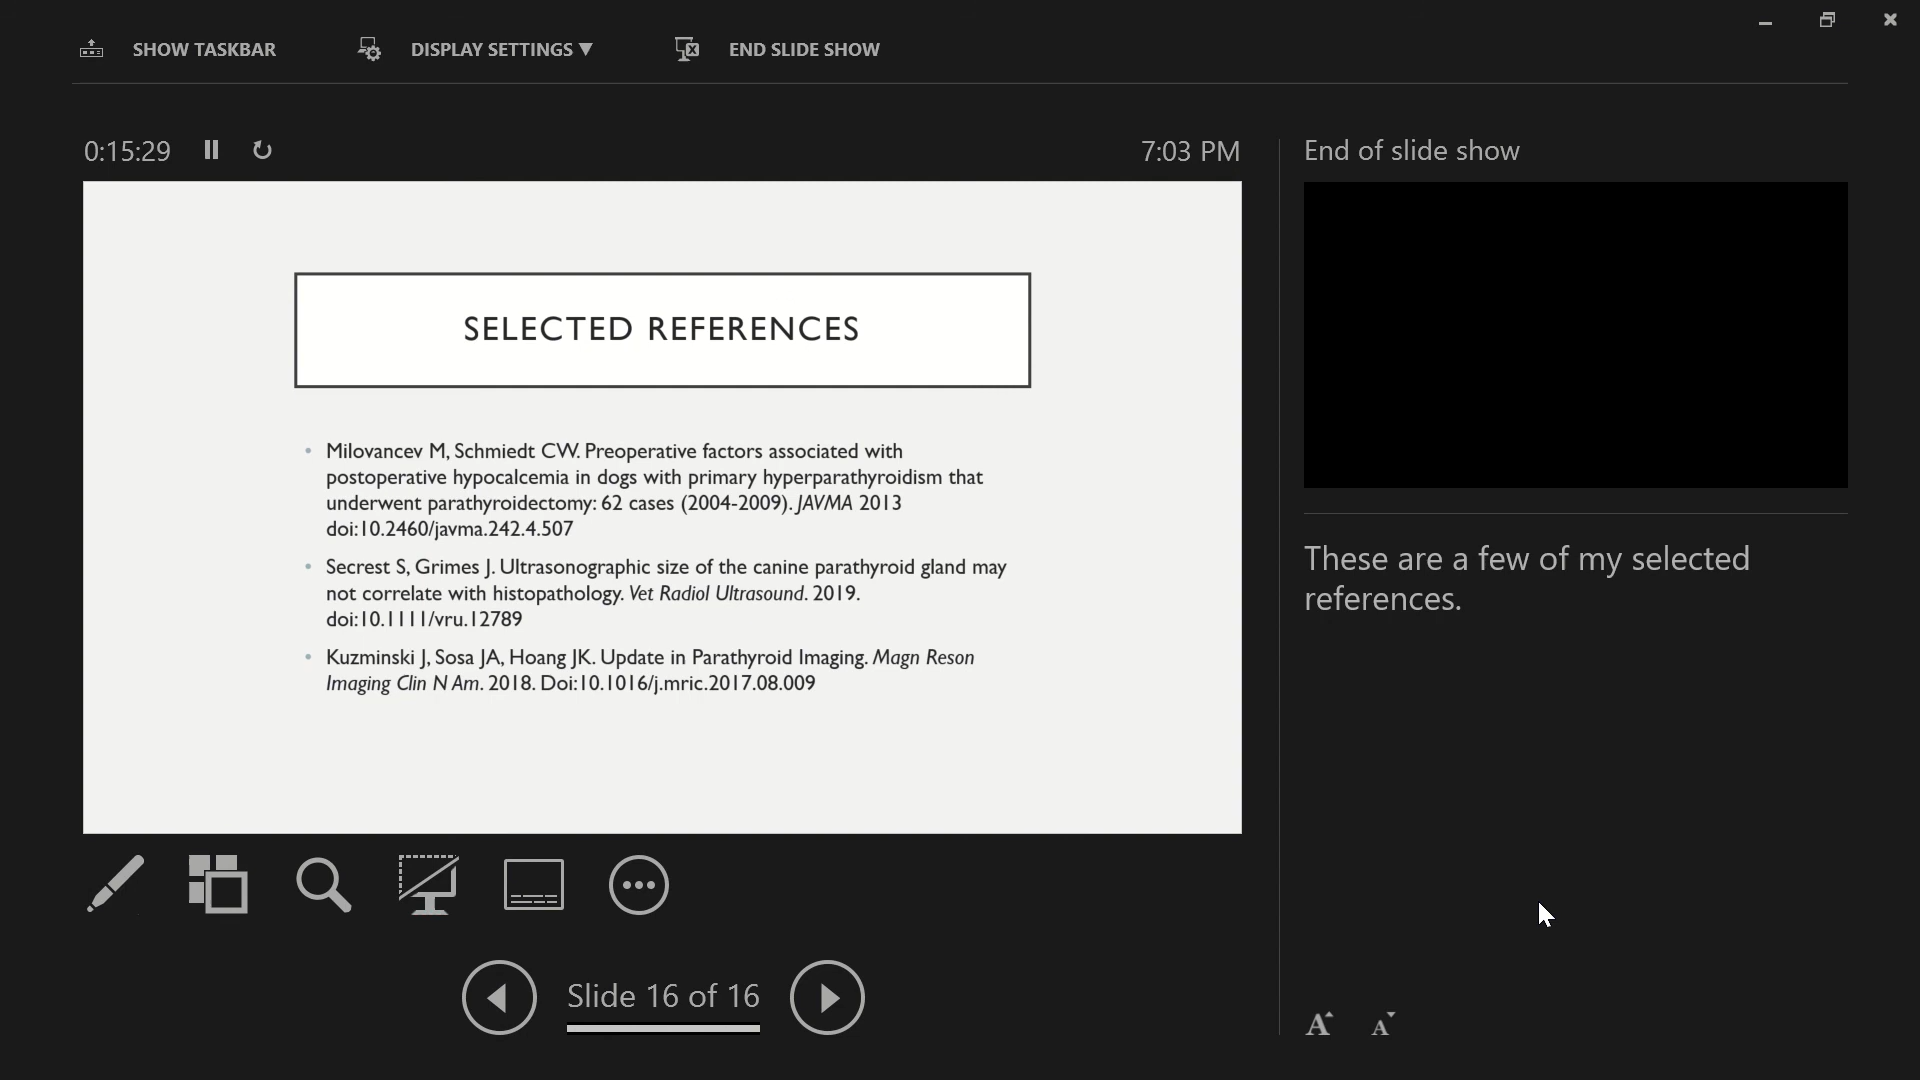 SHOW TASKBAR
DISPLAY SETTINGS ▼
END SLIDE SHOW
0:15:29
7:03 PM
End of slide show
SELECTED REFERENCES
• Milovancev M, Schmiedt CW. Preoperative factors associated with
postoperative hypocalcemia in dogs with primary hyperparathyroidism that
underwent parathyroidectomy: 62 cases (2004-2009). JAVMA 2013
doi:10.2460/javma.242.4.507
• Secrest S, Grimes J. Ultrasonographic size of the canine parathyroid gland may
not correlate with histopathology. Vet Radiol Ultrasound. 2019.
doi:10.1111/vru.12789
• Kuzminski J, Sosa JA, Hoang JK. Update in Parathyroid Imaging. Magn Reson
Imaging Clin N Am. 2018. Doi:10.1016/j.mric.2017.08.009
These are a few of my selected
references.
Slide 16 of 16
A A